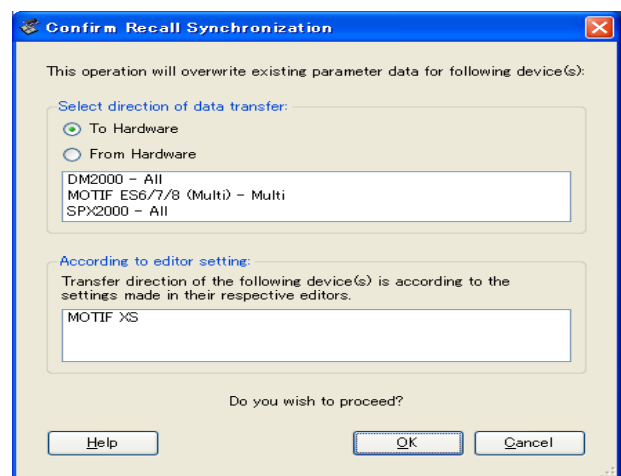 Confirm Recall Synchronization
This operation will overwrite existing parameter data for following device(s):
Select direction of data transfer:
To Hardware
From Hardware
DM2000 - All
MOTIF ES6/7/8 (Multi) - Multi
SPX2000 - All
According to editor setting:
Transfer direction of the following device(s) is according to the
settings made in their respective editors.
MOTIF XS
Do you wish to proceed?
Help OK Cancel